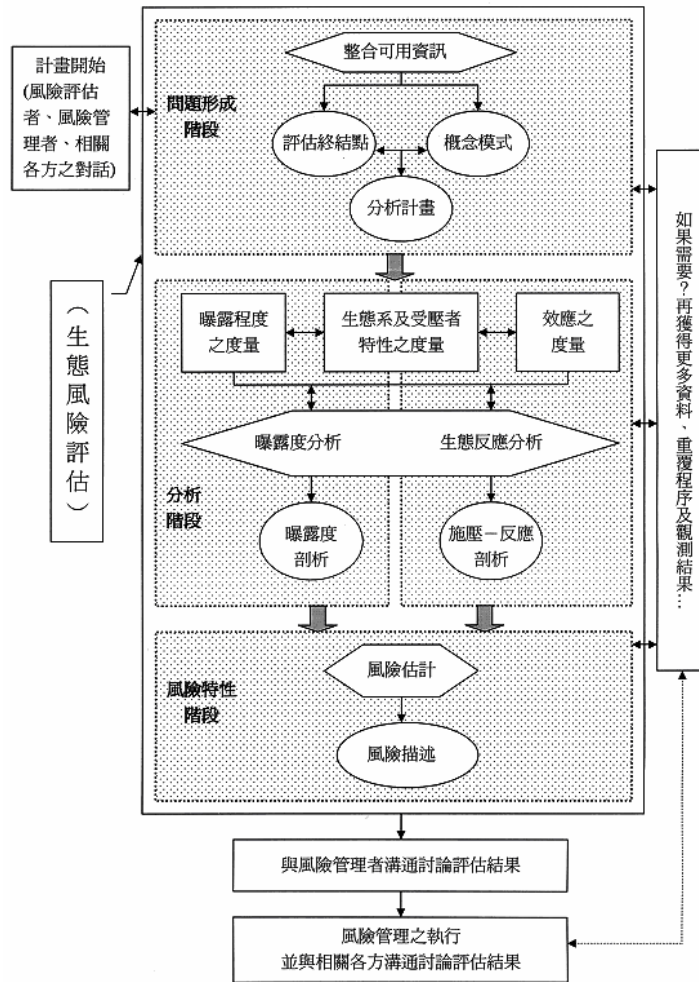 整合可用資訊
計畫開始
(風險評估
者、風險管
理者、相關
各方之對話)
問題形成
階段
評估終結點
概念模式
分析計畫
如果需要?再獲得更多資料、重覆程序及觀測結果…
(生態風險評估)
曝露程度
之度量
生態系及受壓者
特性之度量
效應之
度量
曝露度分析
生態反應分析
分析
階段
曝露度
剖析
施壓－反應
剖析
風險特性
階段
風險估計
風險描述
與風險管理者溝通討論評估結果
風險管理之執行
並與相關各方溝通討論評估結果